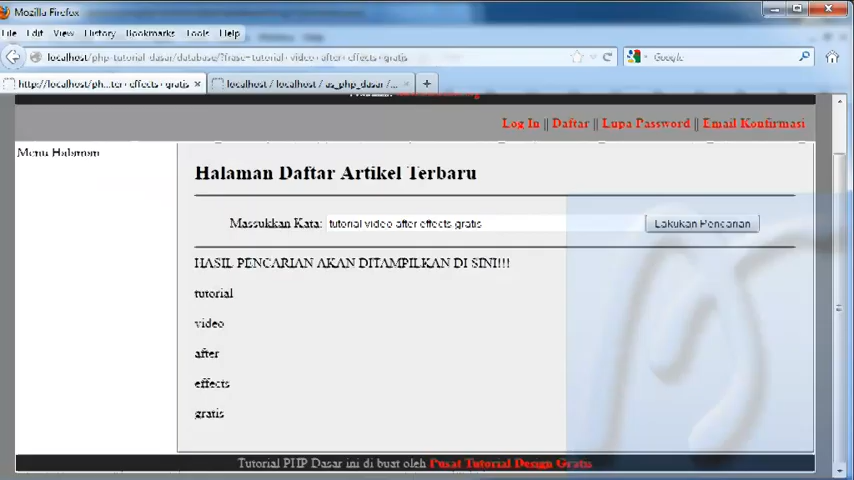 Mozilla Firefox
File Edit View History Bookmarks Tools Help
localhost/php-tutorial-dasar/database/?frase=tutorial+video+after+effects+gratis
Google
http://localhost/ph...ter+effects+gratis
localhost / localhost / as_php_dasar /...
Log In || Daftar || Lupa Password || Email Konfirmasi
Menu Halaman
Halaman Daftar Artikel Terbaru
Massukkan Kata: tutorial video after effects gratis Lakukan Pencarian
HASIL PENCARIAN AKAN DITAMPILKAN DI SINI!!!
tutorial
video
after
effects
gratis
Tutorial PHP Dasar ini di buat oleh Pusat Tutorial Design Gratis